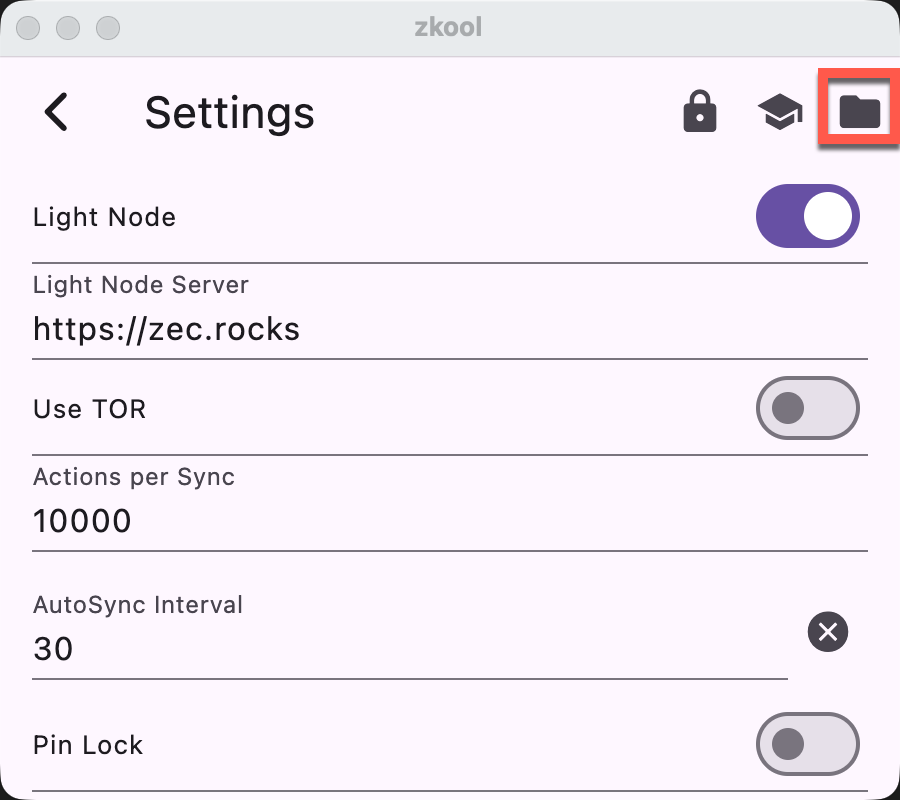 zkool
Settings
Light Node
Light Node Server
https://zec.rocks
Use TOR
Actions per Sync
10000
AutoSync Interval
30
Pin Lock